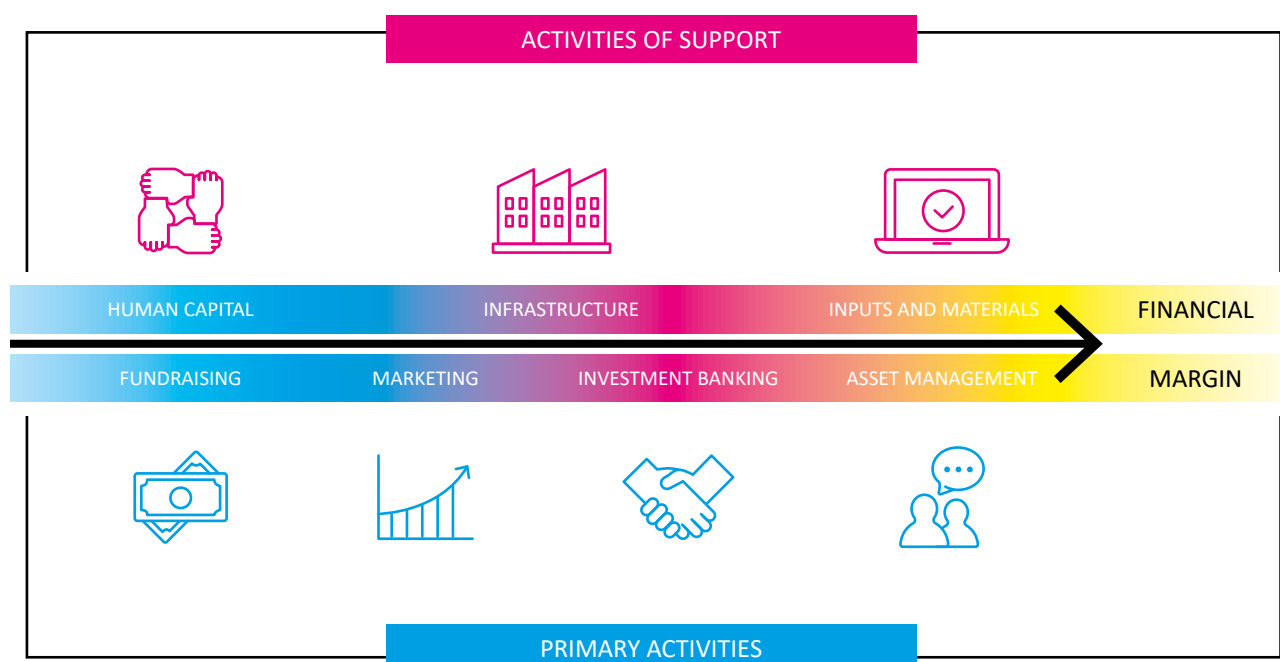 ACTIVITIES OF SUPPORT
HUMAN CAPITAL
INFRASTRUCTURE
INPUTS AND MATERIALS
FINANCIAL
FUNDRAISING
MARKETING
INVESTMENT BANKING
ASSET MANAGEMENT
MARGIN
PRIMARY ACTIVITIES